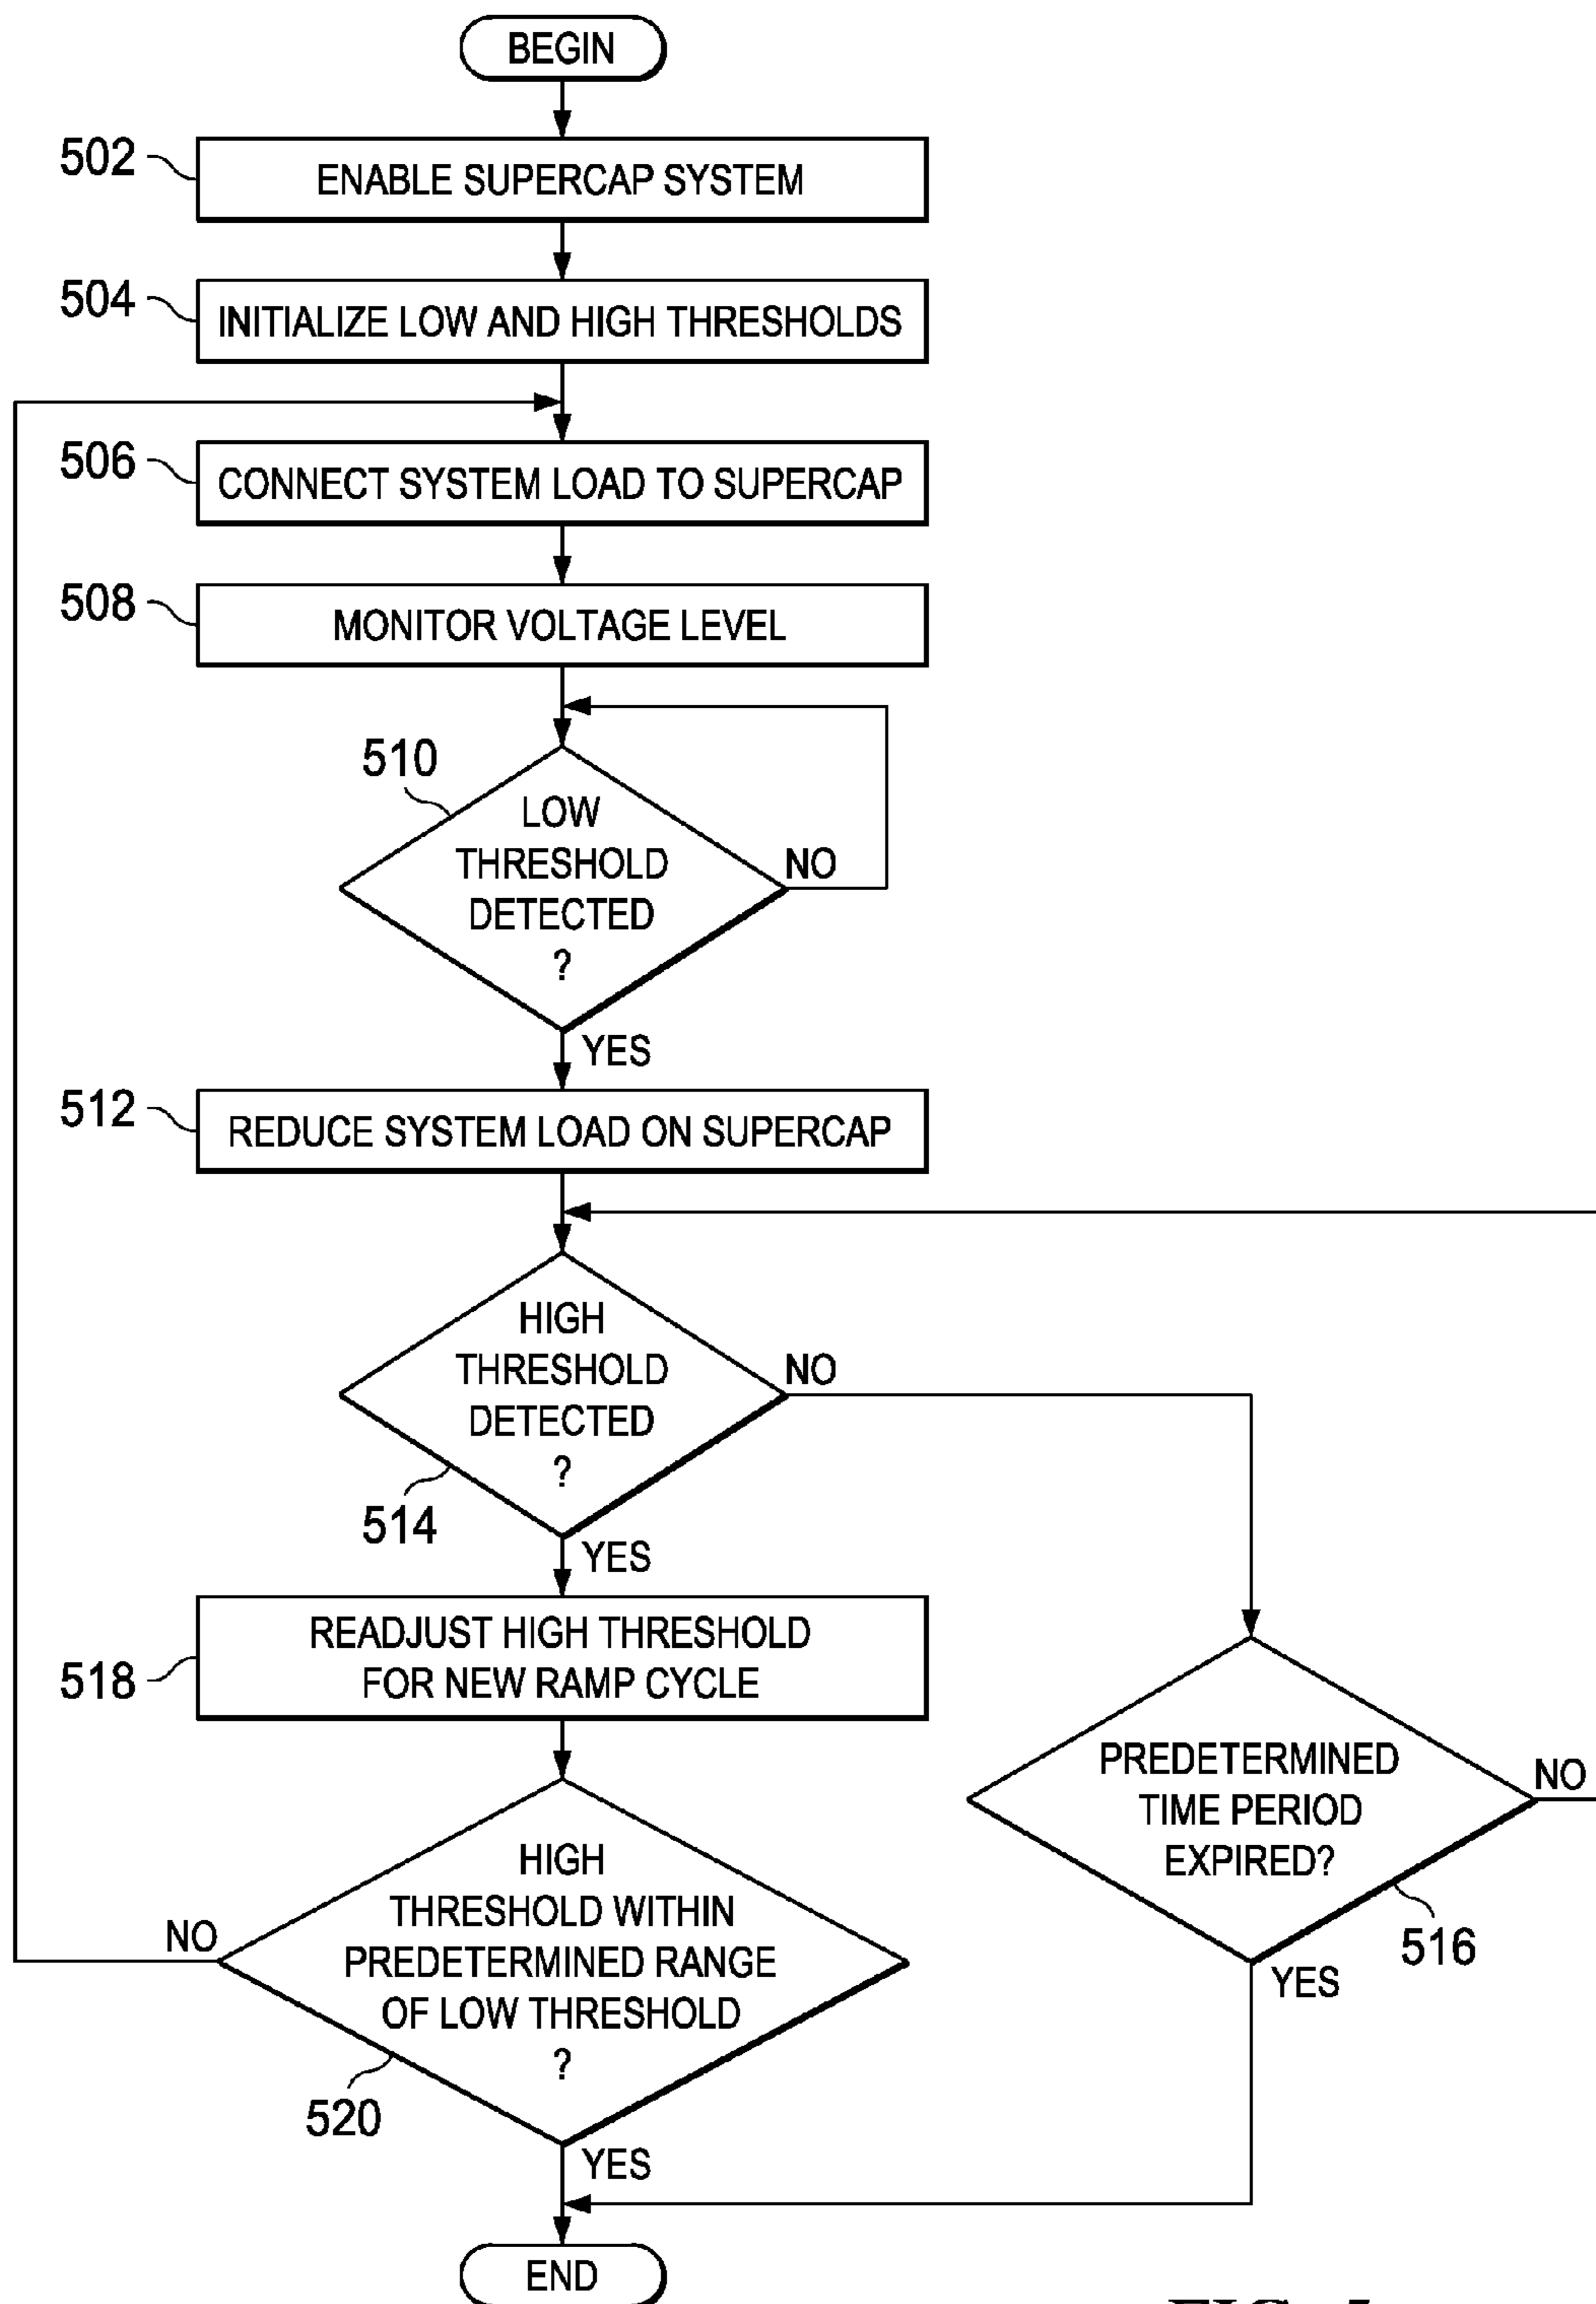 BEGIN
502
ENABLE SUPERCAP SYSTEM
504
INITIALIZE LOW AND HIGH THRESHOLDS
506
CONNECT SYSTEM LOAD TO SUPERCAP
508
MONITOR VOLTAGE LEVEL
510
LOW
THRESHOLD
DETECTED
?
NO
YES
512
REDUCE SYSTEM LOAD ON SUPERCAP
HIGH
THRESHOLD
DETECTED
?
NO
514
YES
518
READJUST HIGH THRESHOLD
FOR NEW RAMP CYCLE
PREDETERMINED
TIME PERIOD
EXPIRED?
NO
516
YES
HIGH
THRESHOLD WITHIN
PREDETERMINED RANGE
OF LOW THRESHOLD
?
NO
520
YES
END